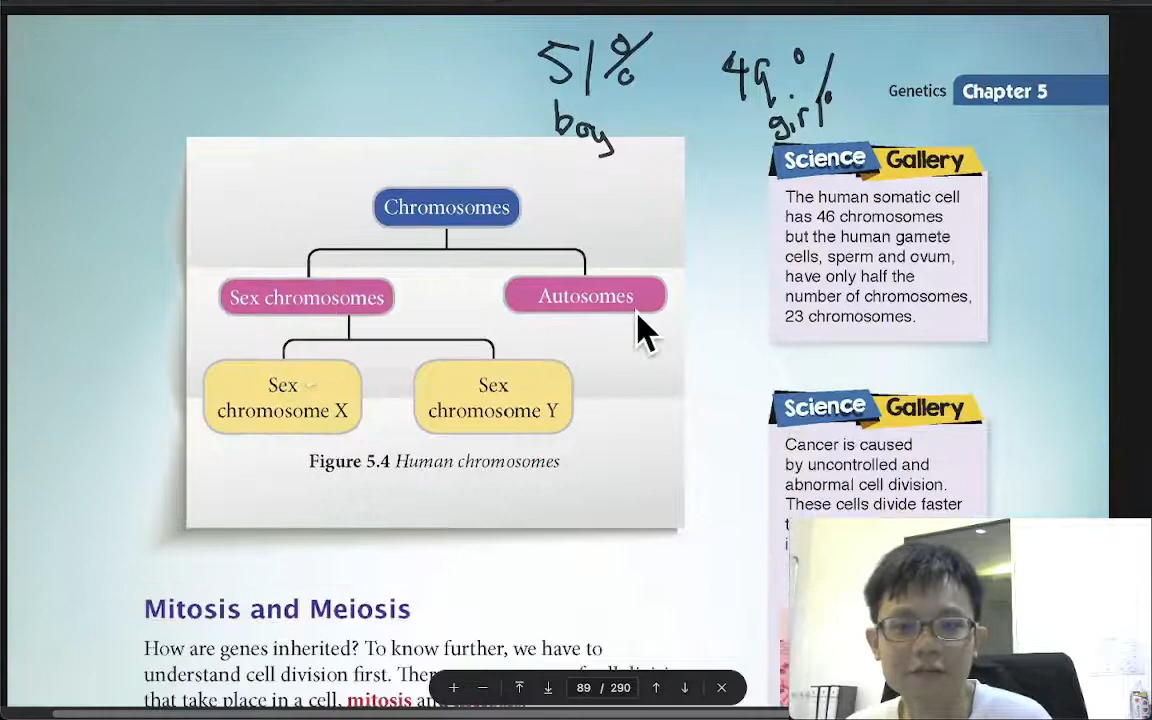 51% 49%
boy girl
Genetics Chapter 5
Chromosomes
Sex chromosomes Autosomes
Sex
chromosome X
Sex
chromosome Y
Figure 5.4 Human chromosomes
Science Gallery
The human somatic cell
has 46 chromosomes
but the human gamete
cells, sperm and ovum,
have only half the
number of chromosomes,
23 chromosomes.
Science Gallery
Cancer is caused
by uncontrolled and
abnormal cell division.
These cells divide faster
Mitosis and Meiosis
How are genes inherited? To know further, we have to
understand cell division first.
that take place in a cell, mitosis
89 / 290